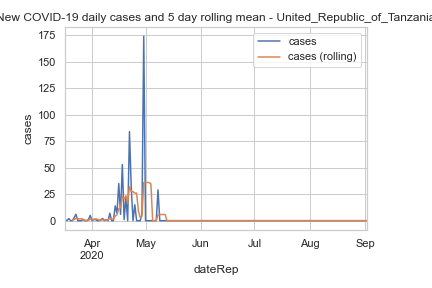 New COVID-19 daily cases and 5 day rolling mean - United_Republic_of_Tanzania
cases
cases (rolling)
175
150
125
100
75
50
25
0
cases
Apr May Jun Jul Aug Sep
2020
dateRep